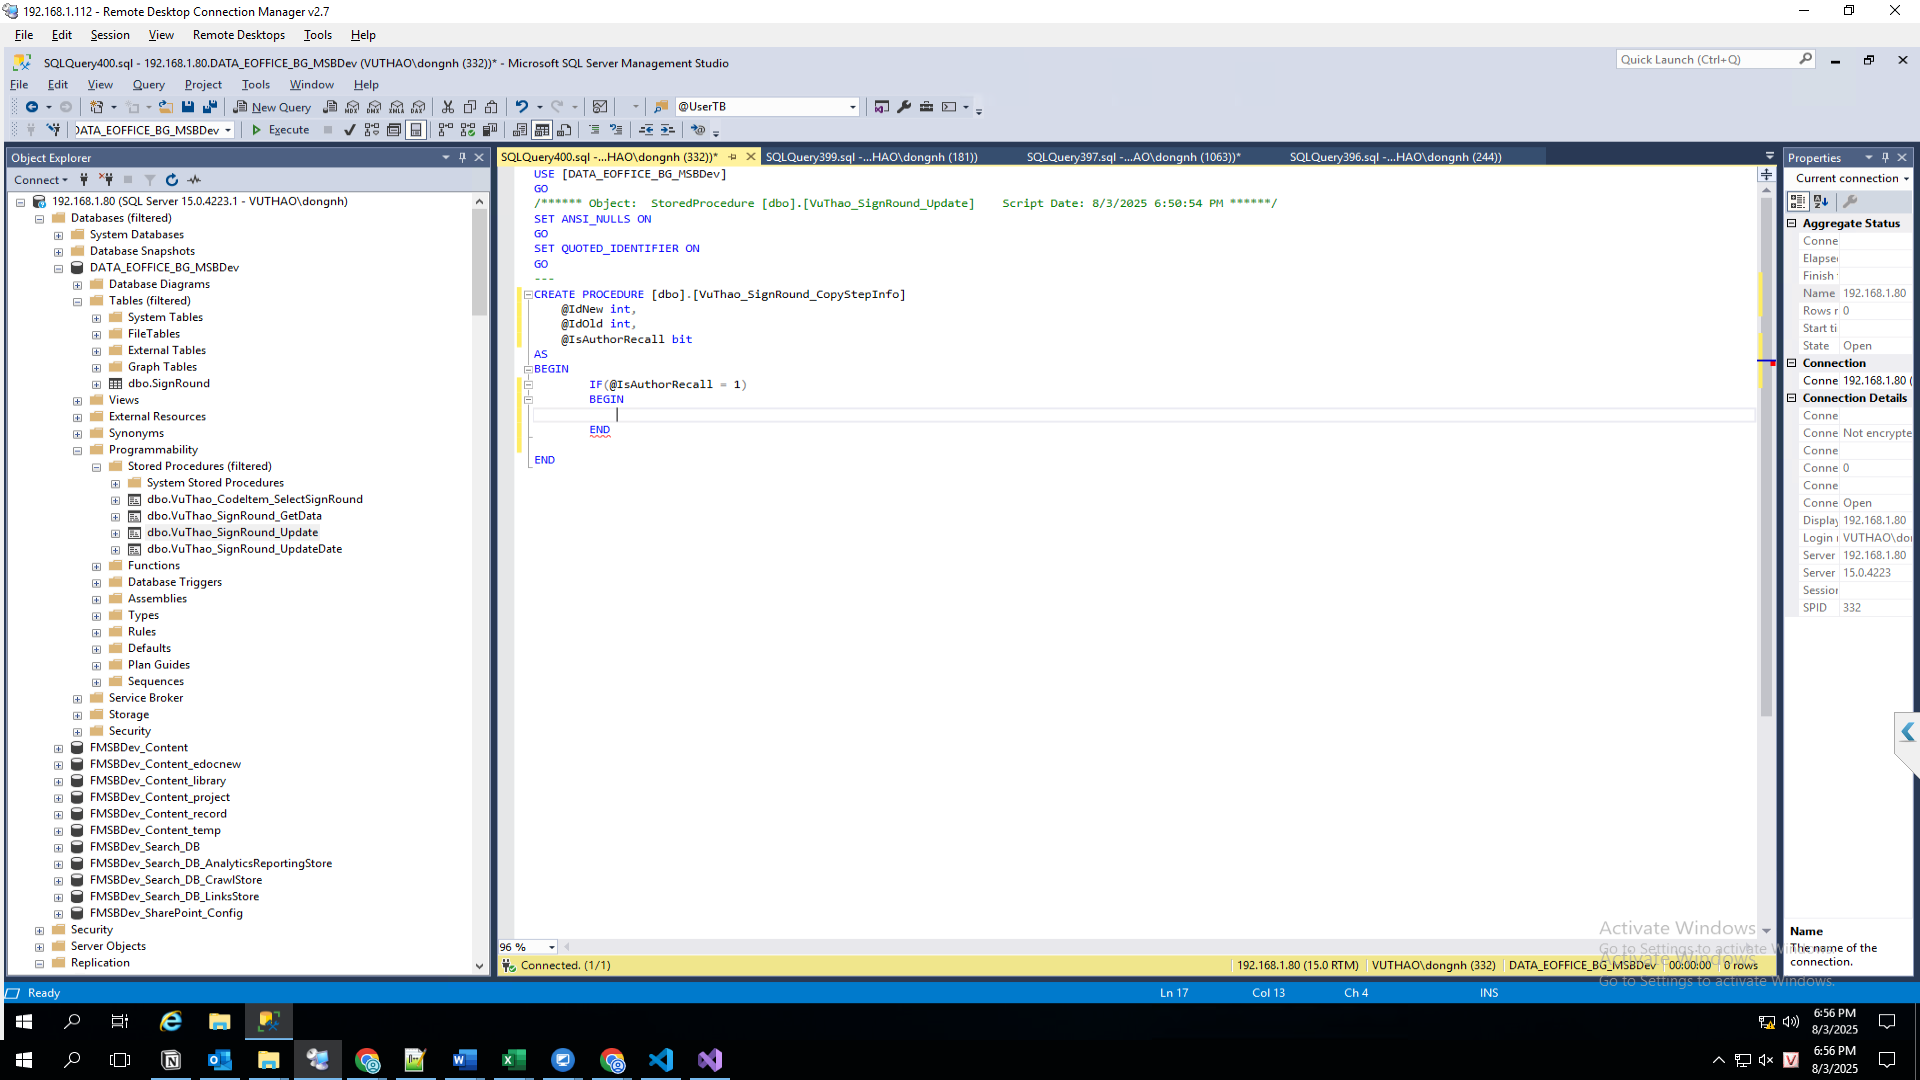 192.168.1.112 - Remote Desktop Connection Manager v2.7
File Edit Session View Remote Desktops Tools Help
SQLQuery400.sql - 192.168.1.80.DATA_EOFFICE_BG_MSBDev (VUTHAO\dongnh (332))* - Microsoft SQL Server Management Studio
Quick Launch (Ctrl+Q)
File Edit View Query Project Tools Window Help
New Query
@UserTB
DATA_EOFFICE_BG_MSBDev
Execute
Object Explorer
Connect
192.168.1.80 (SQL Server 15.0.4223.1 - VUTHAO\dongnh)
Databases (filtered)
System Databases
Database Snapshots
DATA_EOFFICE_BG_MSBDev
Database Diagrams
Tables (filtered)
System Tables
FileTables
External Tables
Graph Tables
dbo.SignRound
Views
External Resources
Synonyms
Programmability
Stored Procedures (filtered)
System Stored Procedures
dbo.VuThao_CodeItem_SelectSignRound
dbo.VuThao_SignRound_GetData
dbo.VuThao_SignRound_Update
dbo.VuThao_SignRound_UpdateDate
Functions
Database Triggers
Assemblies
Types
Rules
Defaults
Plan Guides
Sequences
Service Broker
Storage
Security
FMSBDev_Content
FMSBDev_Content_edocnew
FMSBDev_Content_library
FMSBDev_Content_project
FMSBDev_Content_record
FMSBDev_Content_temp
FMSBDev_Search_DB
FMSBDev_Search_DB_AnalyticsReportingStore
FMSBDev_Search_DB_CrawlStore
FMSBDev_Search_DB_LinksStore
FMSBDev_SharePoint_Config
Security
Server Objects
Replication
SQLQuery400.sql -...HAO\dongnh (332))* SQLQuery399.sql -...HAO\dongnh (181)) SQLQuery397.sql -...AO\dongnh (1063))* SQLQuery396.sql -...HAO\dongnh (244))
USE [DATA_EOFFICE_BG_MSBDev]
GO
/****** Object:  StoredProcedure [dbo].[VuThao_SignRound_Update]    Script Date: 8/3/2025 6:50:54 PM ******/
SET ANSI_NULLS ON
GO
SET QUOTED_IDENTIFIER ON
GO
---
CREATE PROCEDURE [dbo].[VuThao_SignRound_CopyStepInfo]
@IdNew int,
@IdOld int,
@IsAuthorRecall bit
AS
BEGIN
IF(@IsAuthorRecall = 1)
BEGIN
END
END
96 %
Connected. (1/1)
192.168.1.80 (15.0 RTM) VUTHAO\dongnh (332) DATA_EOFFICE_BG_MSBDev 00:00:00 0 rows
Properties
Current connection
Aggregate Status
Conne
Elapse
Finish
Name 192.168.1.80
Rows r 0
Start ti
State Open
Connection
Conne 192.168.1.80 (
Connection Details
Conne
Conne Not encrypte
Conne
Conne 0
Conne
Conne Open
Display 192.168.1.80
Login VUTHAO\do
Server 192.168.1.80
Server 15.0.4223
Session
SPID 332
Name
The name of the connection.
Activate Windows
Go to Settings to activate Windows.
Activate Windows
Go to Settings to activate Windows.
Ready
Ln 17 Col 13 Ch 4 INS
6:56 PM
8/3/2025
6:56 PM
8/3/2025